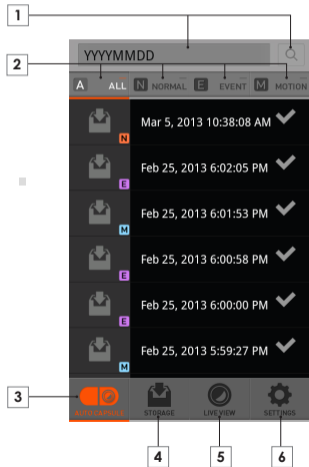 1
YYYYMMDD
2
A ALL N NORMAL E EVENT M MOTION
Mar 5, 2013 10:38:08 AM
N
Feb 25, 2013 6:02:05 PM
E
Feb 25, 2013 6:01:53 PM
M
Feb 25, 2013 6:00:58 PM
E
Feb 25, 2013 6:00:00 PM
E
Feb 25, 2013 5:59:27 PM
M
3
AUTO CAPSULE STORAGE LIVE VIEW SETTINGS
4 5 6